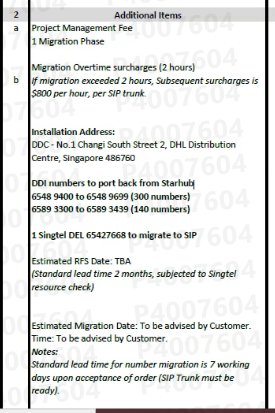 2 Additional Items
a Project Management Fee
1 Migration Phase
Migration Overtime surcharges (2 hours)
b If migration exceeded 2 hours, Subsequent surcharges is
$800 per hour, per SIP trunk.
Installation Address:
DDC - No.1 Changi South Street 2, DHL Distribution
Centre, Singapore 486760
DDI numbers to port back from Starhub
6548 9400 to 6548 9699 (300 numbers)
6589 3300 to 6589 3439 (140 numbers)
1 Singtel DEL 65427668 to migrate to SIP
Estimated RFS Date: TBA
(Standard lead time 2 months, subjected to Singtel
resource check)
Estimated Migration Date: To be advised by Customer.
Time: To be advised by Customer.
Notes:
Standard lead time for number migration is 7 working
days upon acceptance of order (SIP Trunk must be
ready).
P4007604